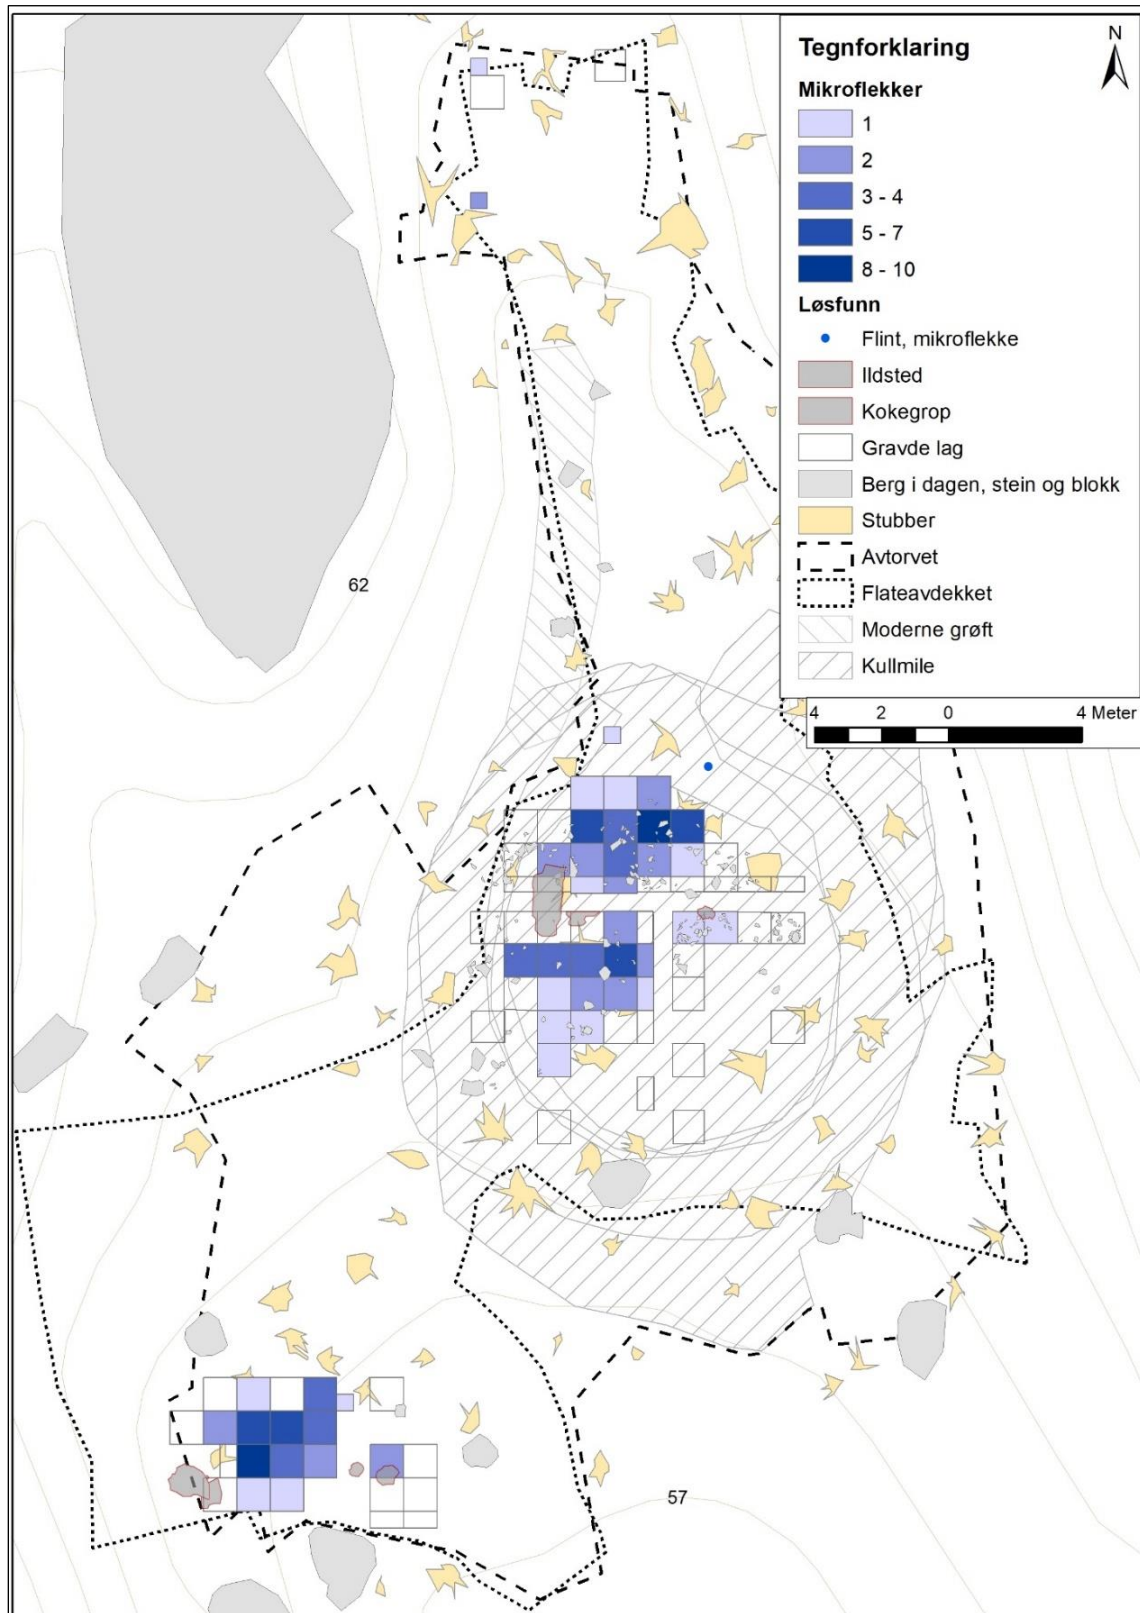 Tegnforklaring
N
Mikroflekker
1
2
3 - 4
5 - 7
8 - 10
Løsfunn
Flint, mikroflekke
Ildsted
Kokegrop
Gravde lag
Berg i dagen, stein og blokk
Stubber
Avtorvet
Flateavdekket
Moderne grøft
Kullmile
4 2 0 4 Meter
62
57